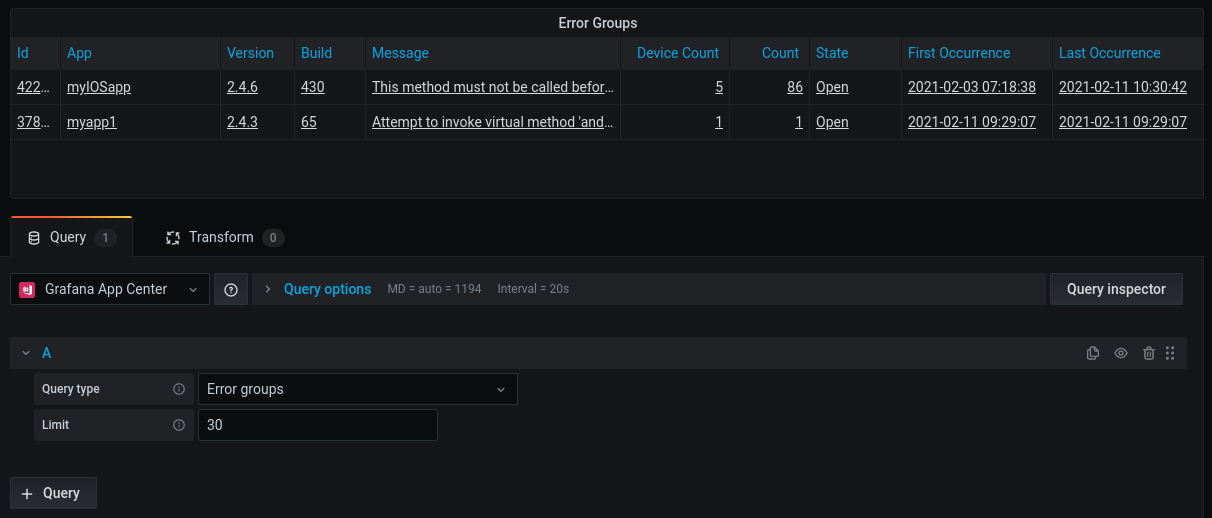 Error Groups
Id App Version Build Message Device Count Count State First Occurrence Last Occurrence
422... myIOSapp 2.4.6 430 This method must not be called befor... 5 86 Open 2021-02-03 07:18:38 2021-02-11 10:30:42
378... myapp1 2.4.3 65 Attempt to invoke virtual method 'and... 1 1 Open 2021-02-11 09:29:07 2021-02-11 09:29:07
Query 1 Transform 0
Grafana App Center Query options MD = auto = 1194 Interval = 20s Query inspector
A
Query type Error groups
Limit 30
+ Query